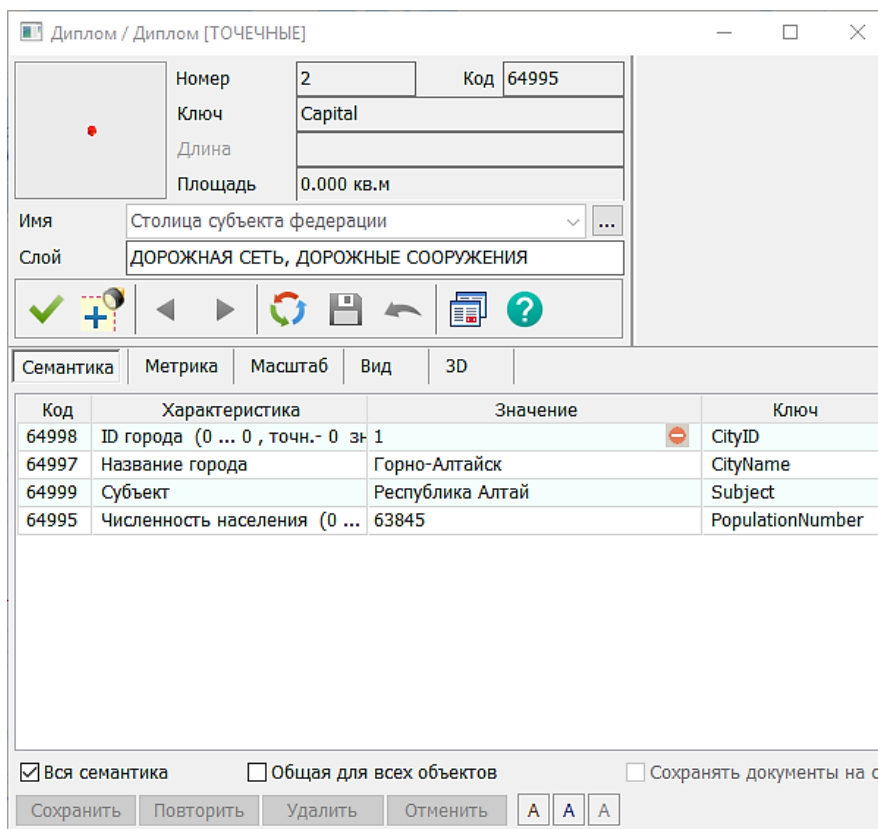 Диплом / Диплом [ТОЧЕЧНЫЕ]
Номер 2 Код 64995
Ключ Capital
Длина
Площадь 0.000 кв.м
Имя Столица субъекта федерации ...
Слой ДОРОЖНАЯ СЕТЬ, ДОРОЖНЫЕ СООРУЖЕНИЯ
Семантика Метрика Масштаб Вид 3D
Код Характеристика Значение Ключ
64998 ID города (0 ... 0 , точн.- 0 зн 1 CityID
64997 Название города Горно-Алтайск CityName
64999 Субъект Республика Алтай Subject
64995 Численность населения (0 ... 63845 PopulationNumber
Вся семантика Общая для всех объектов Сохранять документы на с
Сохранить Повторить Удалить Отменить А А А